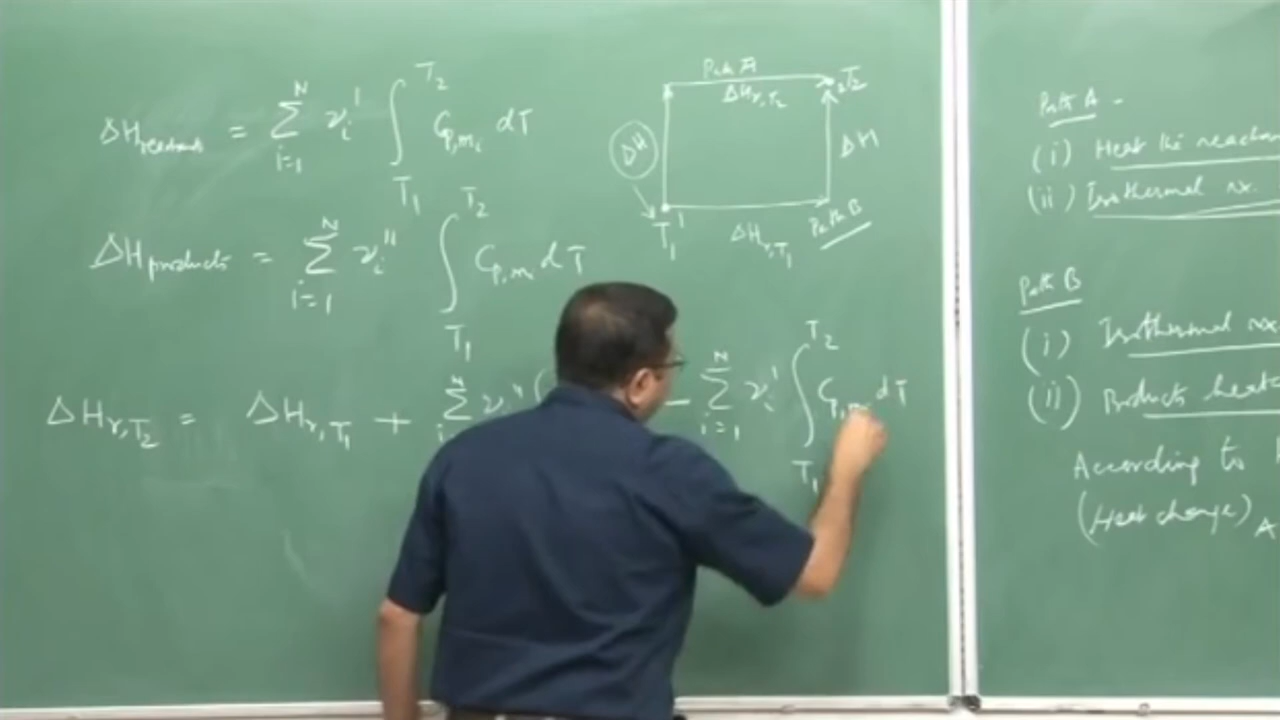 ΔH_reactants = Σ_{i=1}^{N} ν_i' ∫_{T_1}^{T_2} C_{p,m_i} dT
ΔH_products = Σ_{i=1}^{N} ν_i'' ∫_{T_1}^{T_2} C_{p,m} dT
ΔH_{r,T_2} = ΔH_{r,T_1} + Σ ν_i'' − Σ_{i=1}^{N} ν_i' ∫_{T_1}^{T_2} C_{p,m} dT
Path A
ΔH_{r,T_2}
T_2
ΔH
ΔH
T_1
ΔH_{r,T_1}
Path B
Path A -
(i) Heat the
(ii) Isothermal rx.
Path B
(i) Isothermal rx
(ii) Products
According to
(Heat change)_A